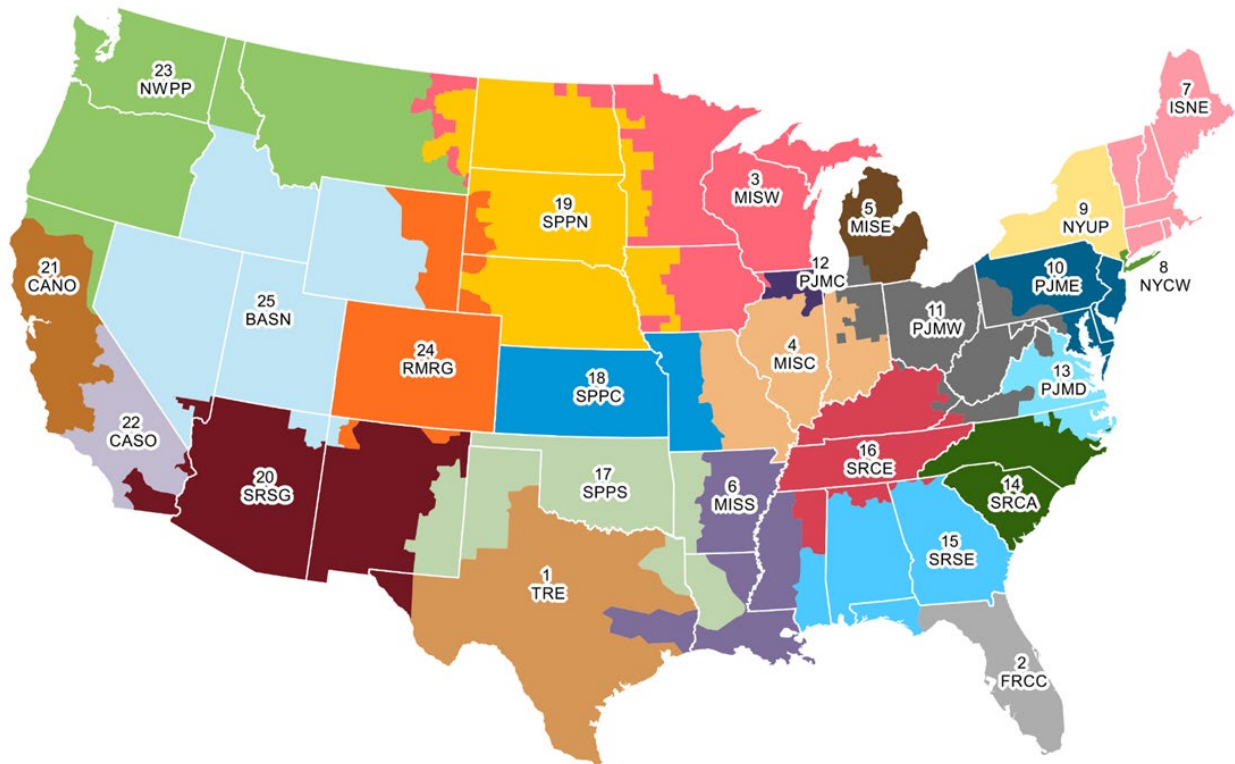 23
NWPP
7
ISNE
3
MISW
19
SPPN
5
MISE
9
NYUP
8
NYCW
12
PJMC
10
PJME
21
CANO
25
BASN
11
PJMW
4
MISC
24
RMRG
18
SPPC
13
PJMD
22
CASO
16
SRCE
20
SRSG
17
SPPS
6
MISS
14
SRCA
15
SRSE
1
TRE
2
FRCC